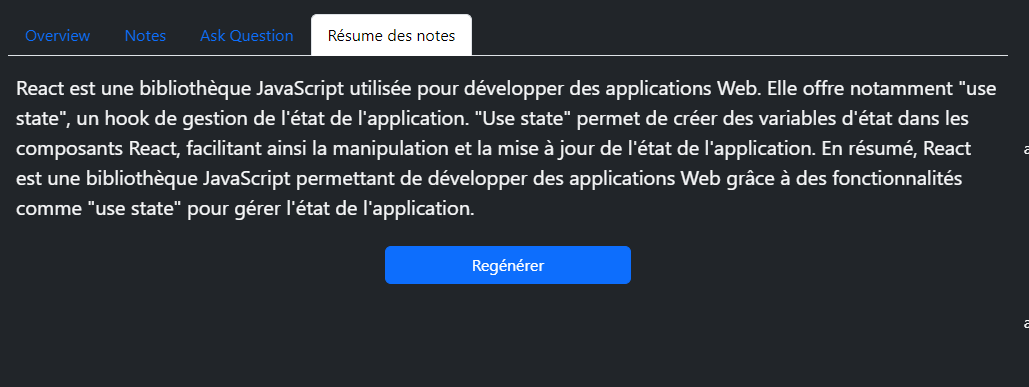 Overview Notes Ask Question Résume des notes
React est une bibliothèque JavaScript utilisée pour développer des applications Web. Elle offre notamment "use
state", un hook de gestion de l'état de l'application. "Use state" permet de créer des variables d'état dans les
composants React, facilitant ainsi la manipulation et la mise à jour de l'état de l'application. En résumé, React
est une bibliothèque JavaScript permettant de développer des applications Web grâce à des fonctionnalités
comme "use state" pour gérer l'état de l'application.
Regénérer